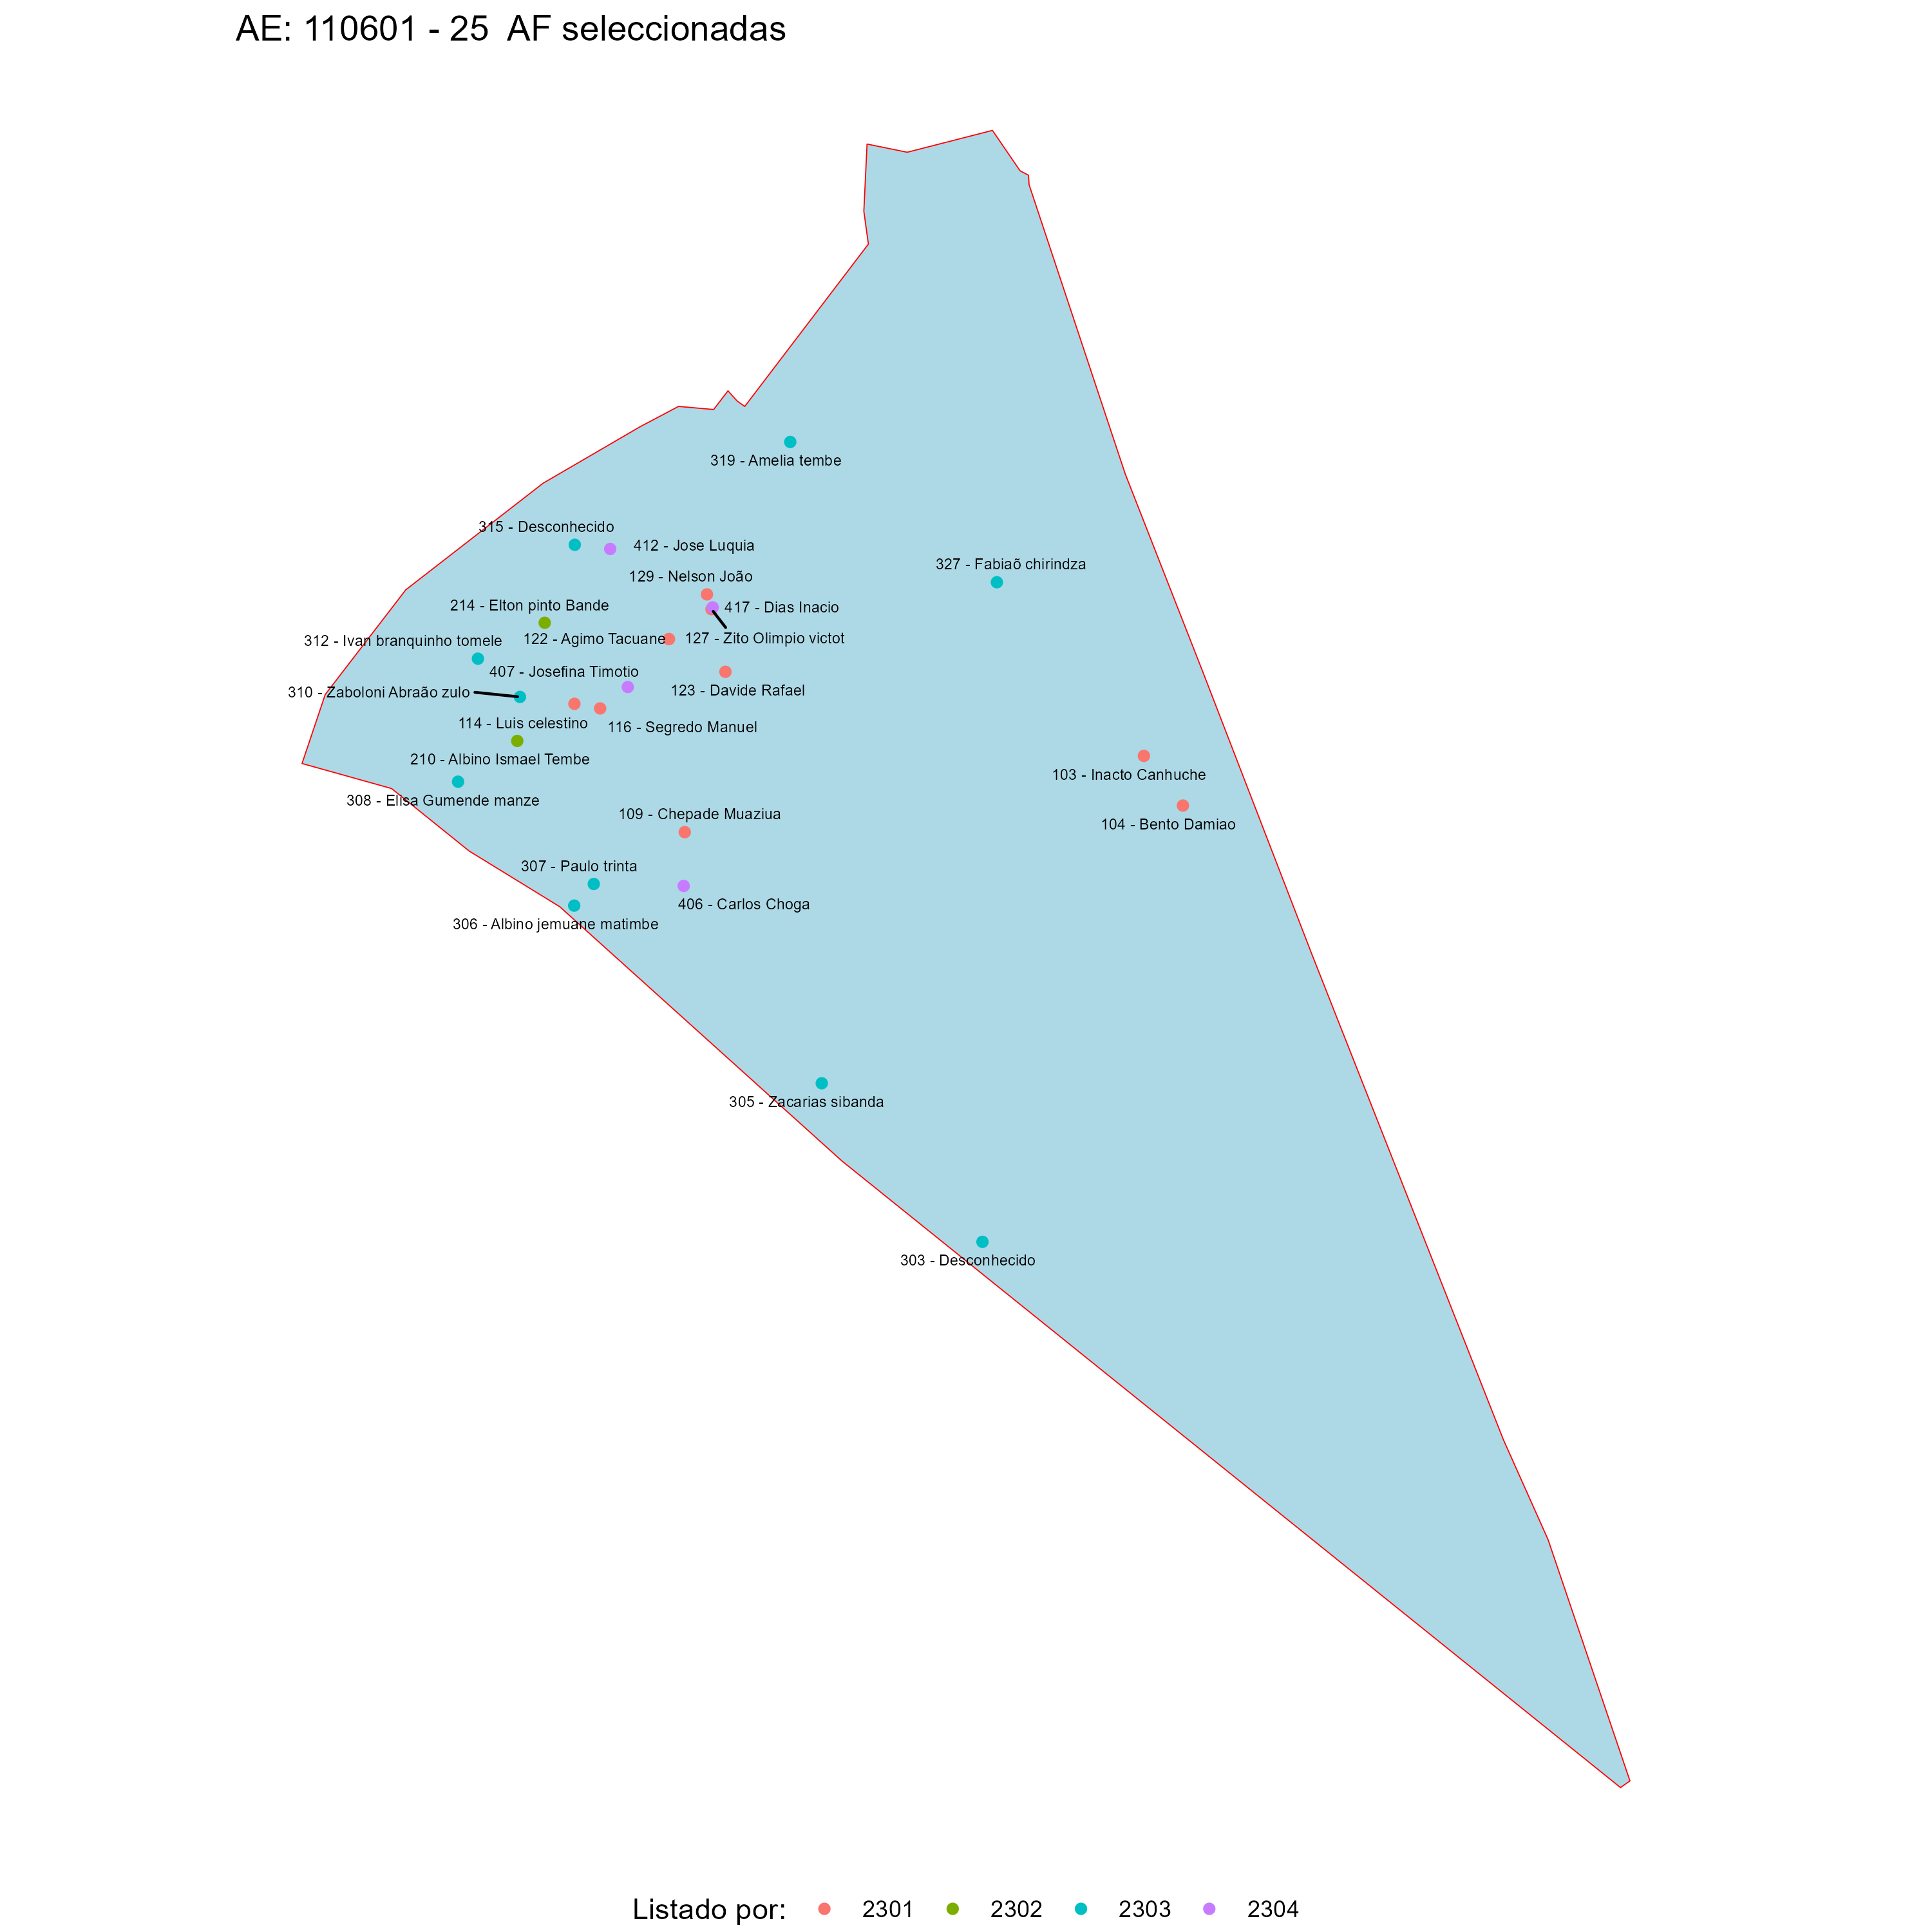 AE: 110601 - 25  AF seleccionadas
319 - Amelia tembe
315 - Desconhecido
412 - Jose Luquia
327 - Fabiaõ chirindza
129 - Nelson João
214 - Elton pinto Bande
417 - Dias Inacio
122 - Agimo Tacuane
127 - Zito Olimpio victot
312 - Ivan branquinho tomele
407 - Josefina Timotio
310 - Zaboloni Abraão zulo
123 - Davide Rafael
114 - Luis celestino
116 - Segredo Manuel
210 - Albino Ismael Tembe
103 - Inacto Canhuche
308 - Elisa Gumende manze
109 - Chepade Muaziua
104 - Bento Damiao
307 - Paulo trinta
406 - Carlos Choga
306 - Albino jemuane matimbe
305 - Zacarias sibanda
303 - Desconhecido
Listado por: 2301 2302 2303 2304